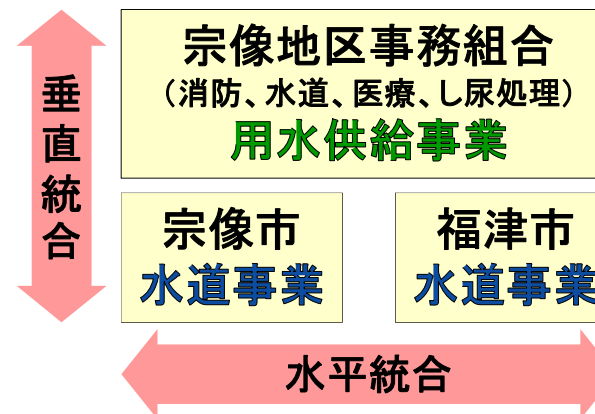 垂直統合
宗像地区事務組合
（消防、水道、医療、し尿処理）
用水供給事業
宗像市
水道事業
福津市
水道事業
水平統合